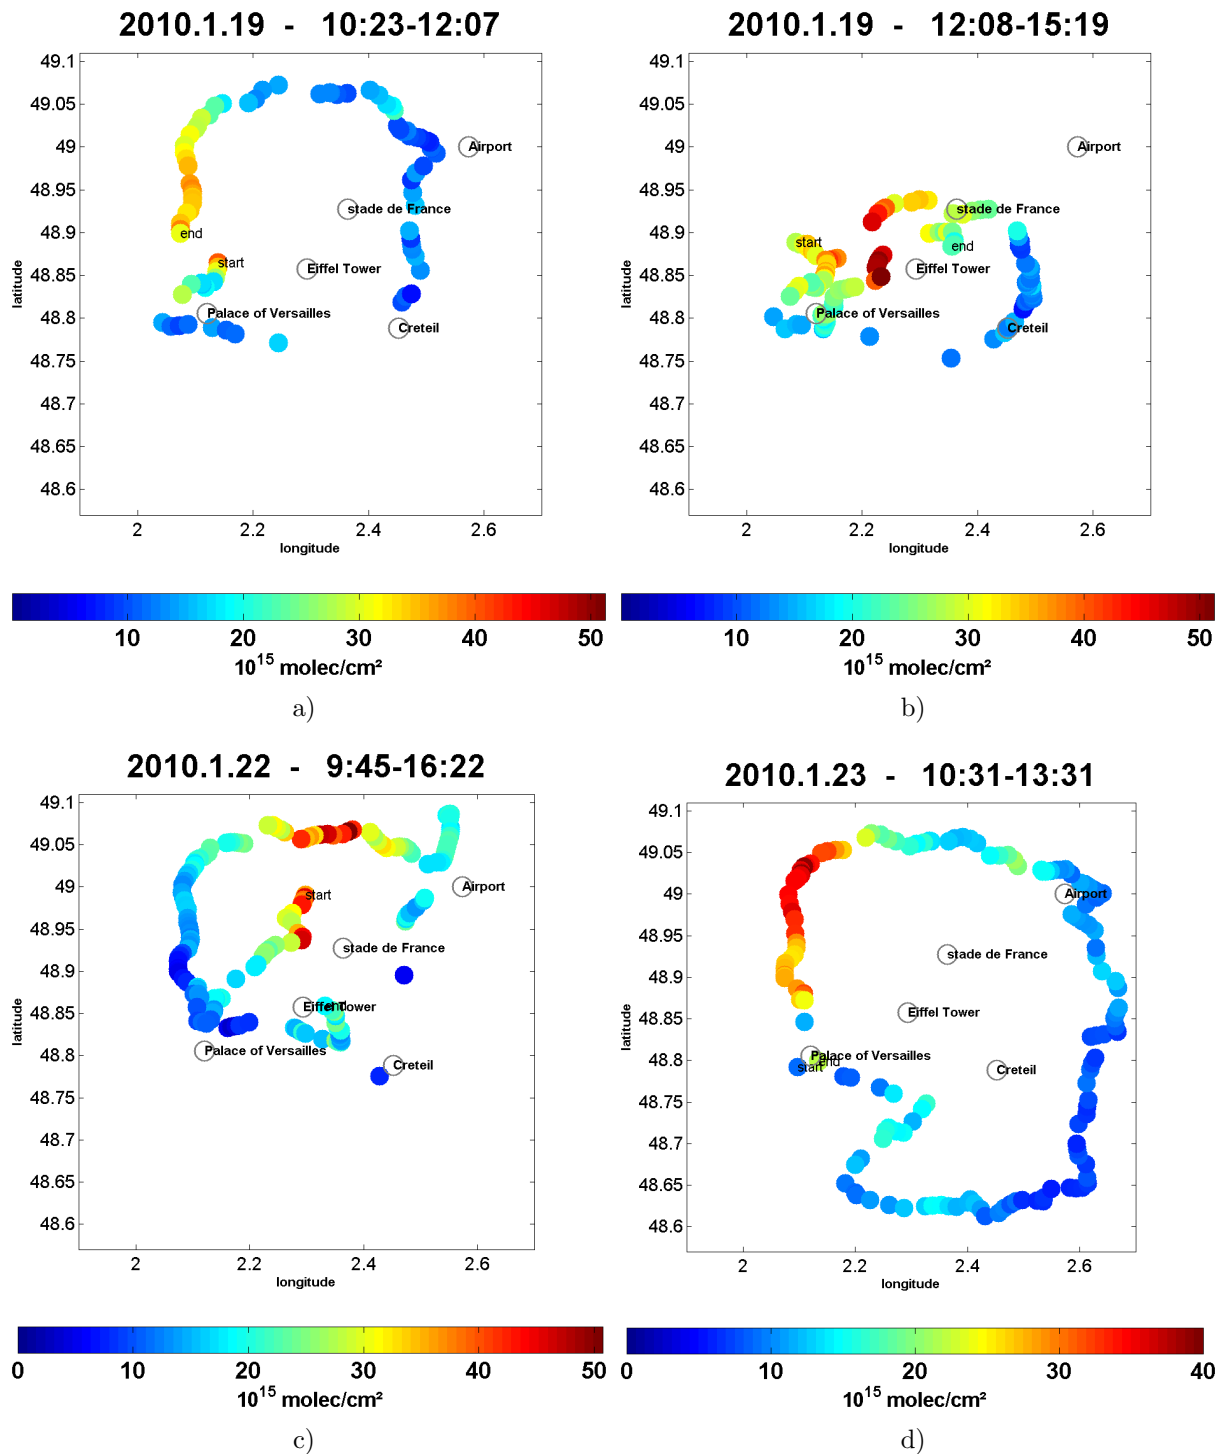 2010.1.19 - 10:23-12:07
49.1
49.05
49
48.95
48.9
48.85
48.8
48.75
48.7
48.65
48.6
latitude
Airport
stade de France
end
start
Eiffel Tower
Palace of Versailles
Creteil
2 2.2 2.4 2.6
longitude
10 20 30 40 50
10¹⁵ molec/cm²
a)
2010.1.19 - 12:08-15:19
49.1
49.05
49
48.95
48.9
48.85
48.8
48.75
48.7
48.65
48.6
latitude
Airport
stade de France
start
end
Eiffel Tower
Palace of Versailles
Creteil
2 2.2 2.4 2.6
longitude
10 20 30 40 50
10¹⁵ molec/cm²
b)
2010.1.22 - 9:45-16:22
49.1
49.05
49
48.95
48.9
48.85
48.8
48.75
48.7
48.65
48.6
latitude
Airport
start
stade de France
Eiffel Tower
end
Palace of Versailles
Creteil
2 2.2 2.4 2.6
longitude
0 10 20 30 40 50
10¹⁵ molec/cm²
c)
2010.1.23 - 10:31-13:31
49.1
49.05
49
48.95
48.9
48.85
48.8
48.75
48.7
48.65
48.6
latitude
Airport
stade de France
Eiffel Tower
Palace of Versailles
end
start
Creteil
2 2.2 2.4 2.6
longitude
0 10 20 30 40
10¹⁵ molec/cm²
d)